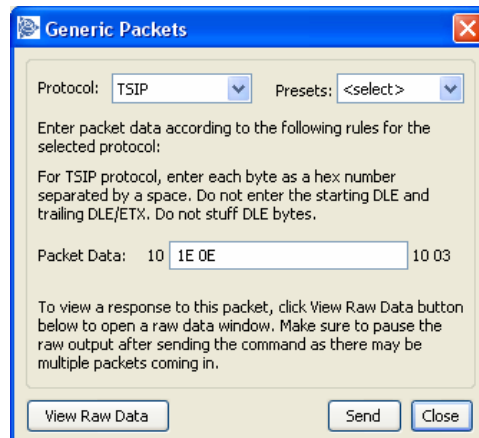 Generic Packets
Protocol: TSIP Presets: <select>
Enter packet data according to the following rules for the
selected protocol:
For TSIP protocol, enter each byte as a hex number
separated by a space. Do not enter the starting DLE and
trailing DLE/ETX. Do not stuff DLE bytes.
Packet Data: 10 1E 0E 10 03
To view a response to this packet, click View Raw Data button
below to open a raw data window. Make sure to pause the
raw output after sending the command as there may be
multiple packets coming in.
View Raw Data Send Close